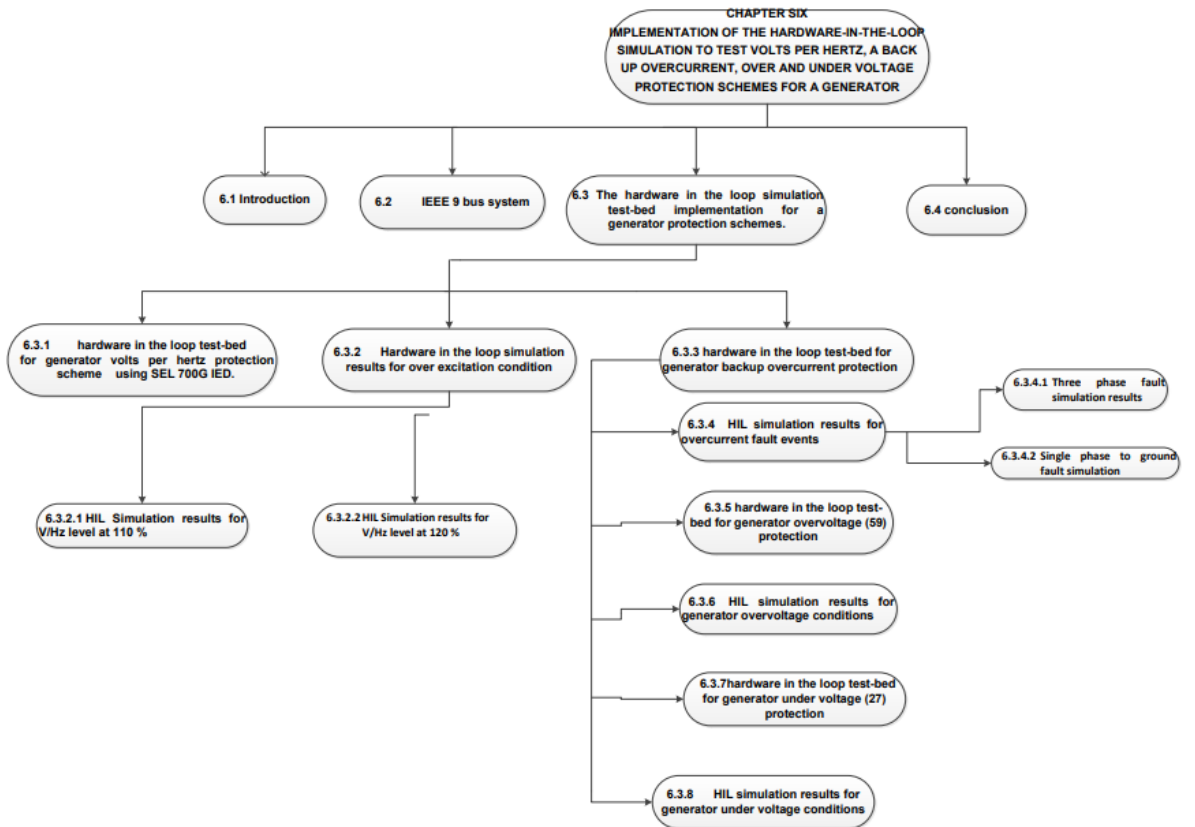 CHAPTER SIX
IMPLEMENTATION OF THE HARDWARE-IN-THE-LOOP
SIMULATION TO TEST VOLTS PER HERTZ, A BACK
UP OVERCURRENT, OVER AND UNDER VOLTAGE
PROTECTION SCHEMES FOR A GENERATOR
6.1 Introduction
6.2 IEEE 9 bus system
6.3 The hardware in the loop simulation
test-bed implementation for a
generator protection schemes.
6.4 conclusion
6.3.1 hardware in the loop test-bed
for generator volts per hertz protection
scheme using SEL 700G IED.
6.3.2 Hardware in the loop simulation
results for over excitation condition
6.3.3 hardware in the loop test-bed for
generator backup overcurrent protection
6.3.4.1 Three phase fault
simulation results
6.3.4 HIL simulation results for
overcurrent fault events
6.3.4.2 Single phase to ground
fault simulation
6.3.2.1 HIL Simulation results for
V/Hz level at 110 %
6.3.2.2 HIL Simulation results for
V/Hz level at 120 %
6.3.5 hardware in the loop test-
bed for generator overvoltage (59)
protection
6.3.6 HIL simulation results for
generator overvoltage conditions
6.3.7hardware in the loop test-bed
for generator under voltage (27)
protection
6.3.8 HIL simulation results for
generator under voltage conditions